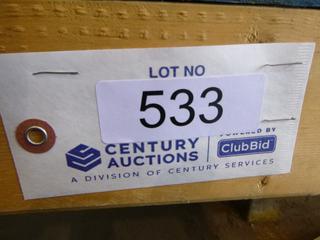 LOT NO
533
POWERED BY
CENTURY
AUCTIONS
ClubBid
A DIVISION OF CENTURY SERVICES